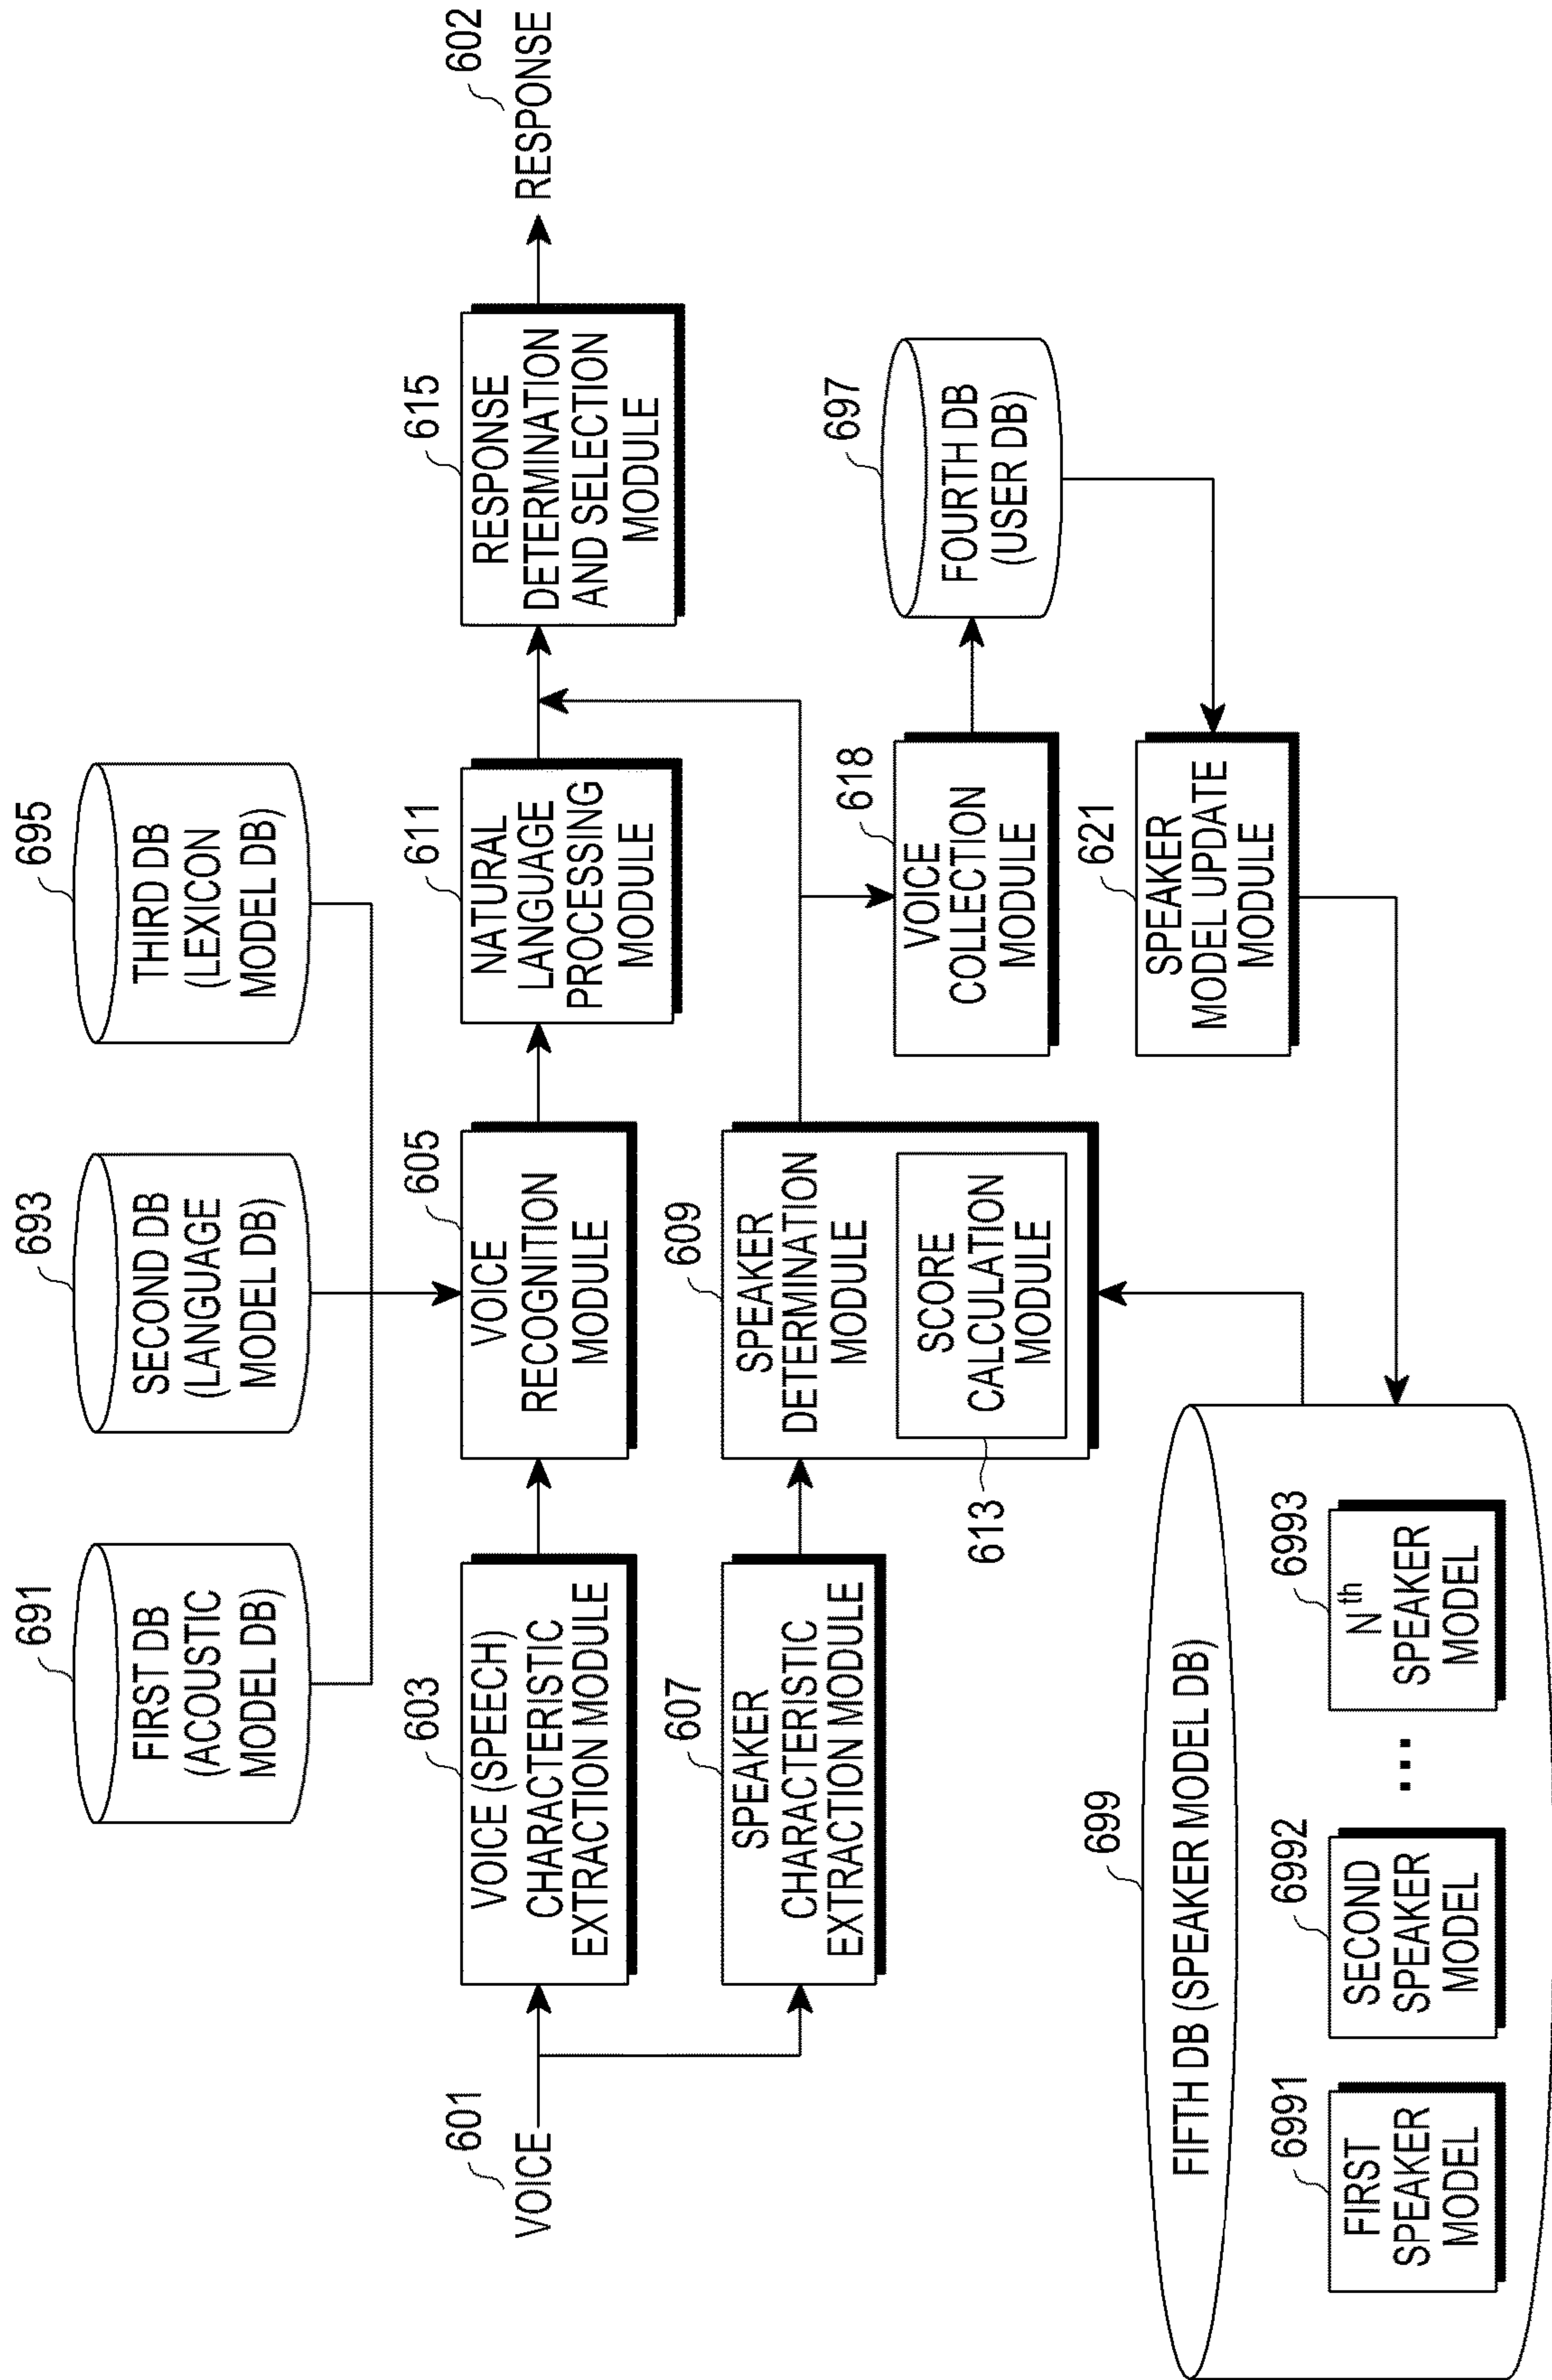 691
FIRST DB
(ACOUSTIC
MODEL DB)
693
SECOND DB
(LANGUAGE
MODEL DB)
695
THIRD DB
(LEXICON
MODEL DB)
601
VOICE
603
VOICE (SPEECH)
CHARACTERISTIC
EXTRACTION MODULE
605
VOICE
RECOGNITION
MODULE
611
NATURAL
LANGUAGE
PROCESSING
MODULE
615
RESPONSE
DETERMINATION
AND SELECTION
MODULE
602
RESPONSE
607
SPEAKER
CHARACTERISTIC
EXTRACTION MODULE
609
SPEAKER
DETERMINATION
MODULE
613
SCORE
CALCULATION
MODULE
618
VOICE
COLLECTION
MODULE
697
FOURTH DB
(USER DB)
621
SPEAKER
MODEL UPDATE
MODULE
699
FIFTH DB (SPEAKER MODEL DB)
6991
FIRST
SPEAKER
MODEL
6992
SECOND
SPEAKER
MODEL
...
6993
Nth
SPEAKER
MODEL